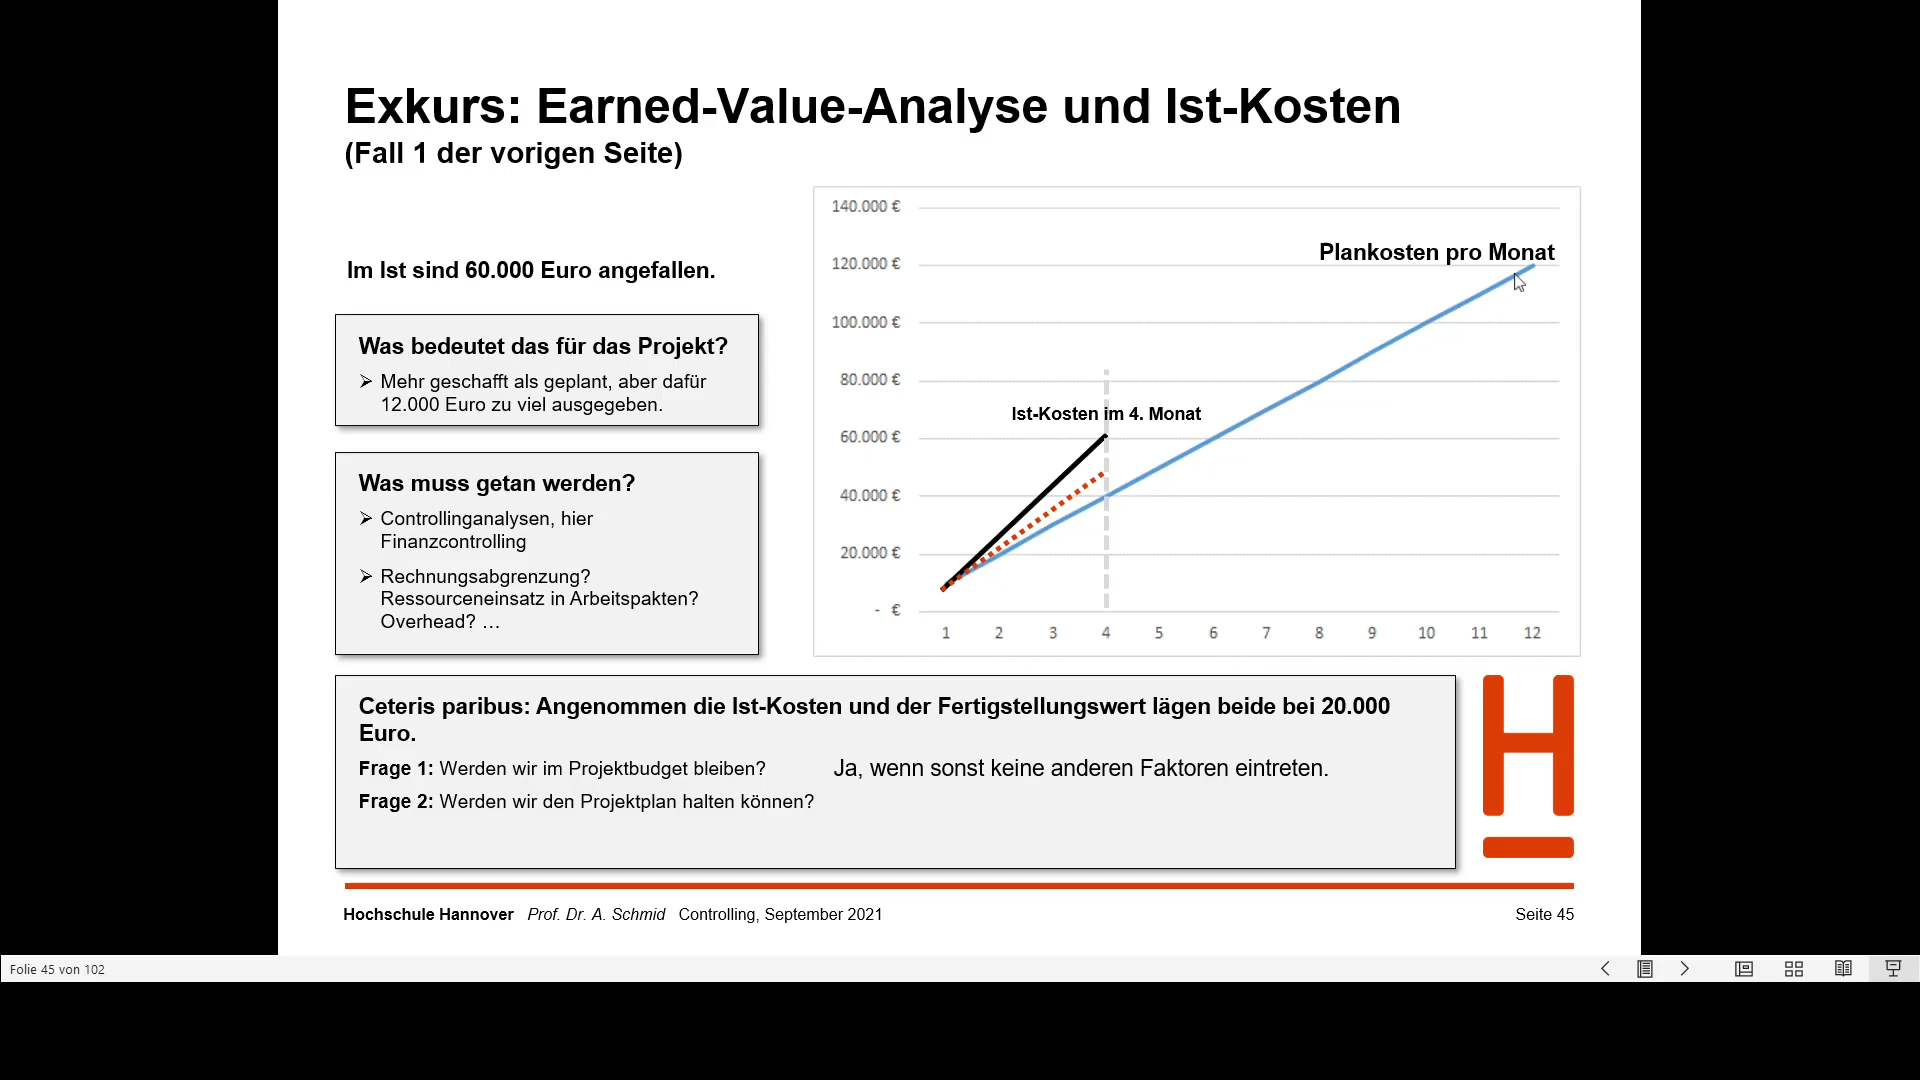 Exkurs: Earned-Value-Analyse und Ist-Kosten
(Fall 1 der vorigen Seite)
Im Ist sind 60.000 Euro angefallen.
Was bedeutet das für das Projekt?
Mehr geschafft als geplant, aber dafür
12.000 Euro zu viel ausgegeben.
Was muss getan werden?
Controllinganalysen, hier
Finanzcontrolling
Rechnungsabgrenzung?
Ressourceneinsatz in Arbeitspakten?
Overhead? …
140.000 €
120.000 €
100.000 €
80.000 €
60.000 €
40.000 €
20.000 €
- €
Plankosten pro Monat
Ist-Kosten im 4. Monat
1 2 3 4 5 6 7 8 9 10 11 12
Ceteris paribus: Angenommen die Ist-Kosten und der Fertigstellungswert lägen beide bei 20.000
Euro.
Frage 1: Werden wir im Projektbudget bleiben? Ja, wenn sonst keine anderen Faktoren eintreten.
Frage 2: Werden wir den Projektplan halten können?
H
Hochschule Hannover Prof. Dr. A. Schmid Controlling, September 2021 Seite 45
Folie 45 von 102